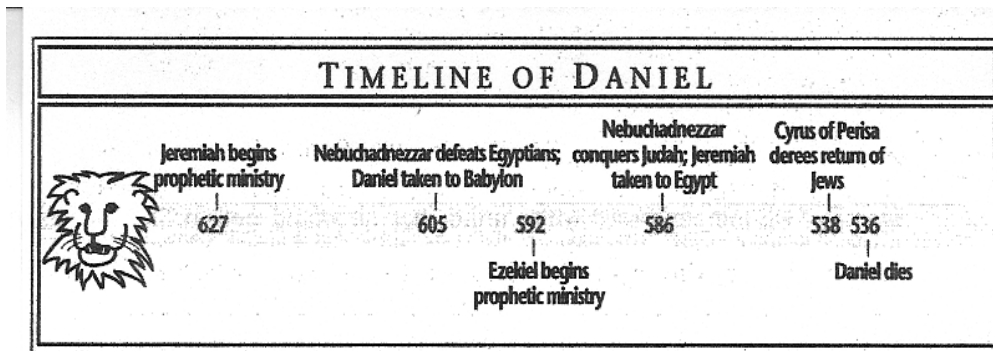 TIMELINE OF DANIEL
Jeremiah begins
prophetic ministry
627
Nebuchadnezzar defeats Egyptians;
Daniel taken to Babylon
605
592
Ezekiel begins
prophetic ministry
Nebuchadnezzar
conquers Judah; Jeremiah
taken to Egypt
586
Cyrus of Perisa
derees return of
Jews
538 536
Daniel dies